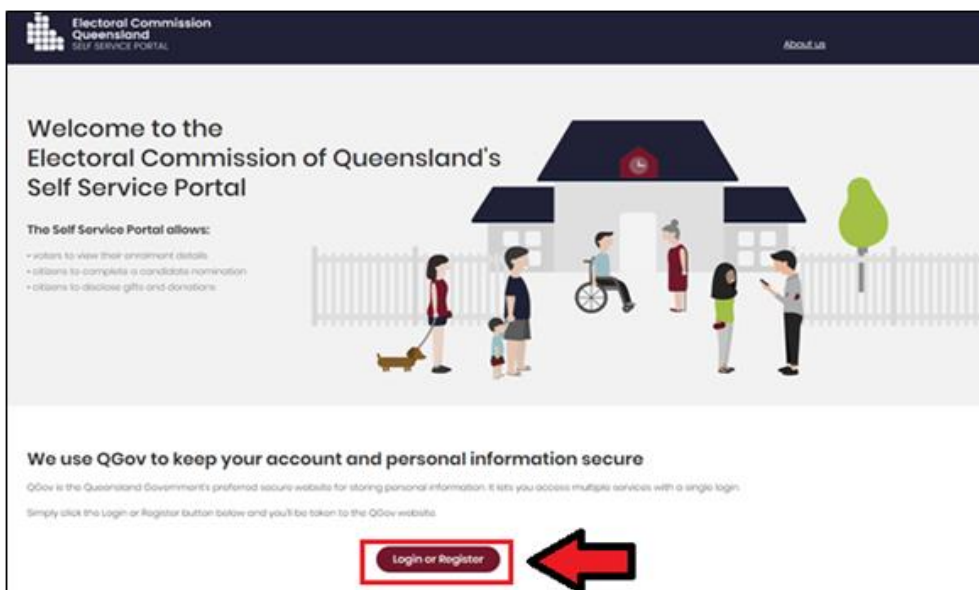 Electoral Commission
Queensland
SELF SERVICE PORTAL
About us
Welcome to the
Electoral Commission of Queensland's
Self Service Portal
The Self Service Portal allows:
• voters to view their enrolment details
• citizens to complete a candidate nomination
• citizens to disclose gifts and donations
We use QGov to keep your account and personal information secure
QGov is the Queensland Government's preferred secure website for storing personal information. It lets you access multiple services with a single login.
Simply click the Login or Register button below and you'll be taken to the QGov website.
Login or Register